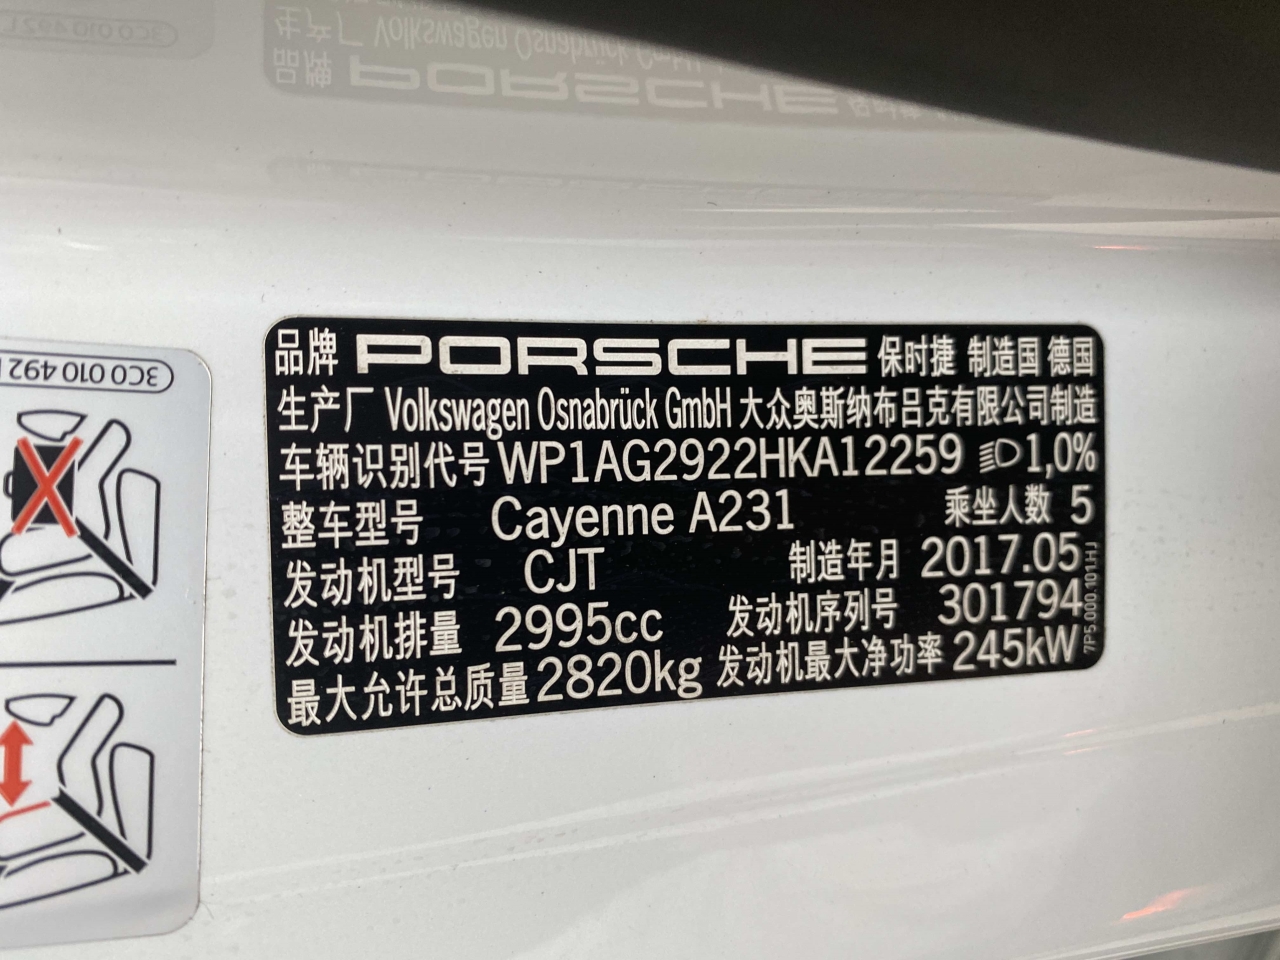 品牌 PORSCHE 保时捷 制造国 德国
生产厂 Volkswagen Osnabrück GmbH 大众奥斯纳布吕克有限公司制造
车辆识别代号 WP1AG2922HKA12259 1,0%
整车型号 Cayenne A231 乘坐人数 5
发动机型号 CJT 制造年月 2017.05
发动机排量 2995cc 发动机序列号 301794
最大允许总质量 2820kg 发动机最大净功率 245kW
7P5.000.101.HJ
3C0 010 492